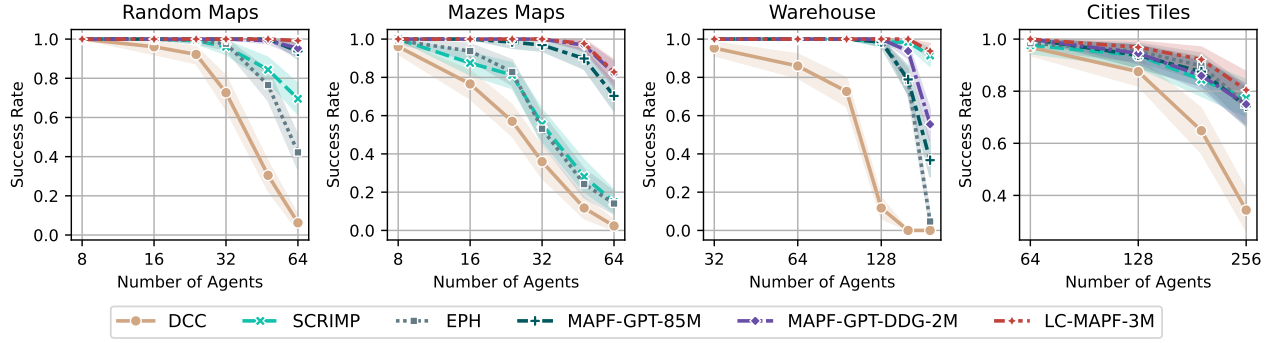 Random Maps
Mazes Maps
Warehouse
Cities Tiles
Success Rate
1.0
0.8
0.6
0.4
0.2
0.0
8
16
32
64
Number of Agents
Success Rate
1.0
0.8
0.6
0.4
0.2
0.0
8
16
32
64
Number of Agents
Success Rate
1.0
0.8
0.6
0.4
0.2
0.0
32
64
128
Number of Agents
Success Rate
1.0
0.8
0.6
0.4
64
128
256
Number of Agents
DCC
SCRIMP
EPH
MAPF-GPT-85M
MAPF-GPT-DDG-2M
LC-MAPF-3M